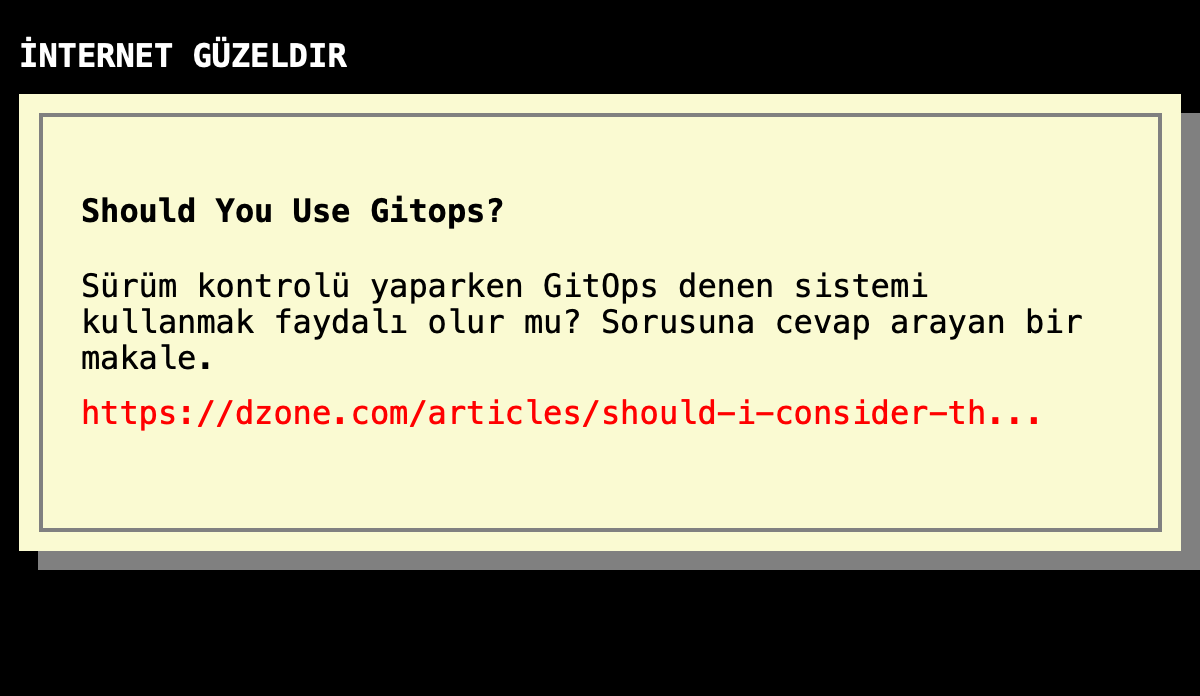 İNTERNET GÜZELDIR
Should You Use Gitops?
Sürüm kontrolü yaparken GitOps denen sistemi
kullanmak faydalı olur mu? Sorusuna cevap arayan bir
makale.
https://dzone.com/articles/should-i-consider-th...